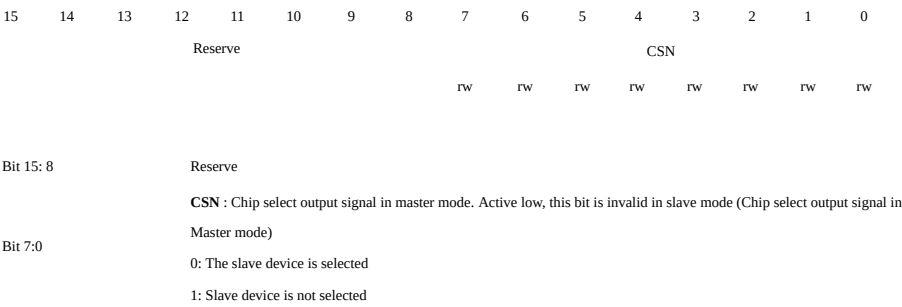 15 14 13 12 11 10 9 8 7 6 5 4 3 2 1 0
Reserve CSN
rw rw rw rw rw rw rw rw
Bit 15: 8 Reserve
CSN : Chip select output signal in master mode. Active low, this bit is invalid in slave mode (Chip select output signal in
Master mode)
Bit 7:0
0: The slave device is selected
1: Slave device is not selected